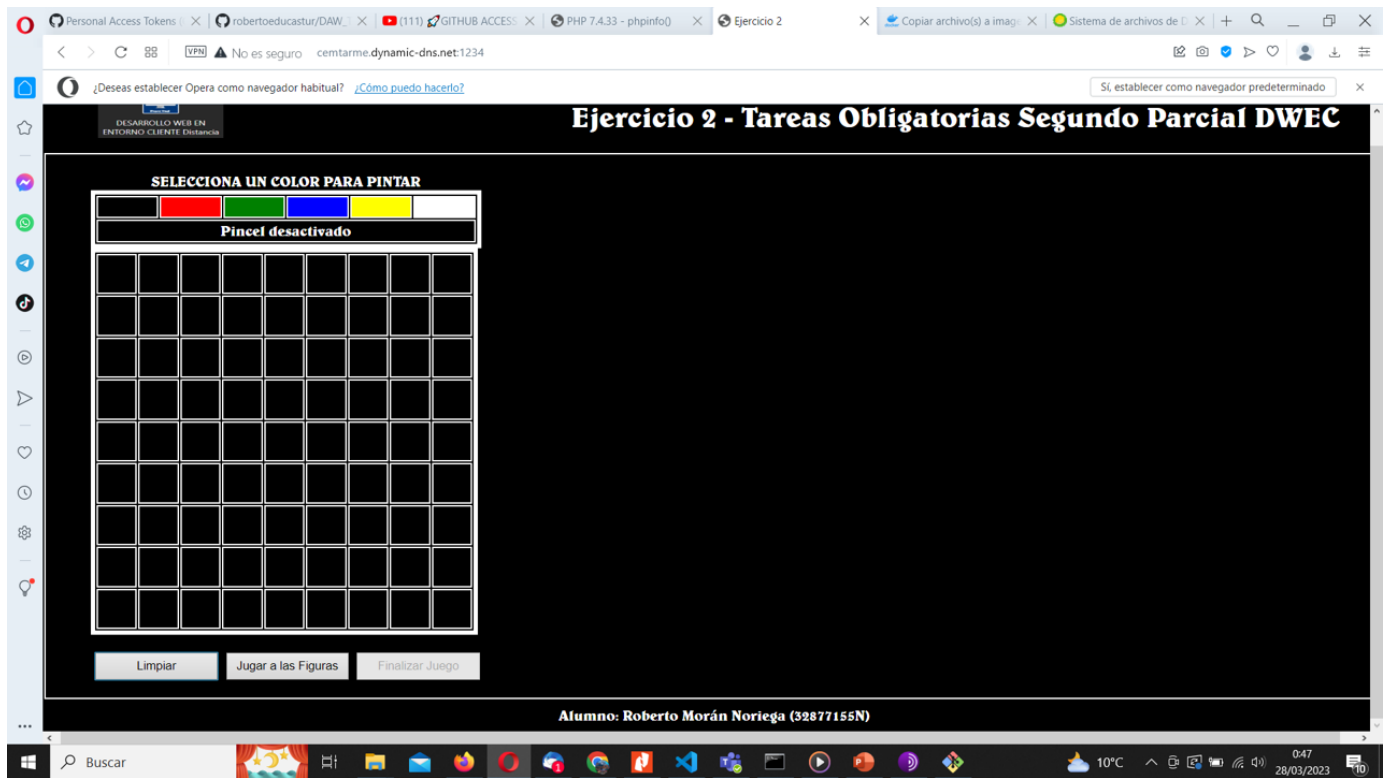 Personal Access Tokens (
robertoeducastur/DAW_
(111) 🚀GITHUB ACCESS
PHP 7.4.33 - phpinfo()
Ejercicio 2
Copiar archivo(s) a image
Sistema de archivos de D
VPN
No es seguro
cemtarme.dynamic-dns.net:1234
¿Deseas establecer Opera como navegador habitual? ¿Cómo puedo hacerlo?
Sí, establecer como navegador predeterminado
DESARROLLO WEB EN
ENTORNO CLIENTE Distancia
Ejercicio 2 - Tareas Obligatorias Segundo Parcial DWEC
SELECCIONA UN COLOR PARA PINTAR
Pincel desactivado
Limpiar
Jugar a las Figuras
Finalizar Juego
Alumno: Roberto Morán Noriega (32877155N)
Buscar
10°C
0:47
28/03/2023
10